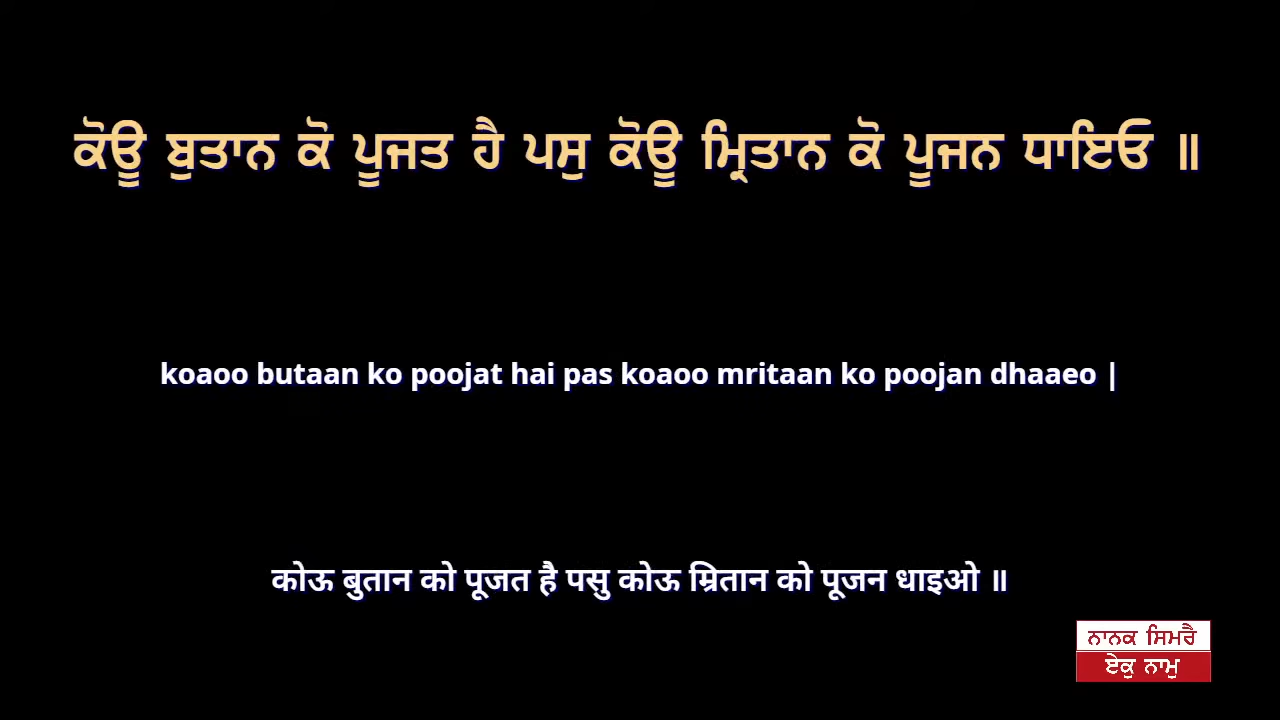 ਕੋਊ ਬੁਤਾਨ ਕੋ ਪੂਜਤ ਹੈ ਪਸੁ ਕੋਊ ਮ੍ਰਿਤਾਨ ਕੋ ਪੂਜਨ ਧਾਇਓ ॥
koaoo butaan ko poojat hai pas koaoo mritaan ko poojan dhaaeo |
कोऊ बुतान को पूजत है पसु कोऊ म्रितान को पूजन धाइओ ॥
ਨਾਨਕ ਸਿਮਰੈ
ਏਕੁ ਨਾਮੁ